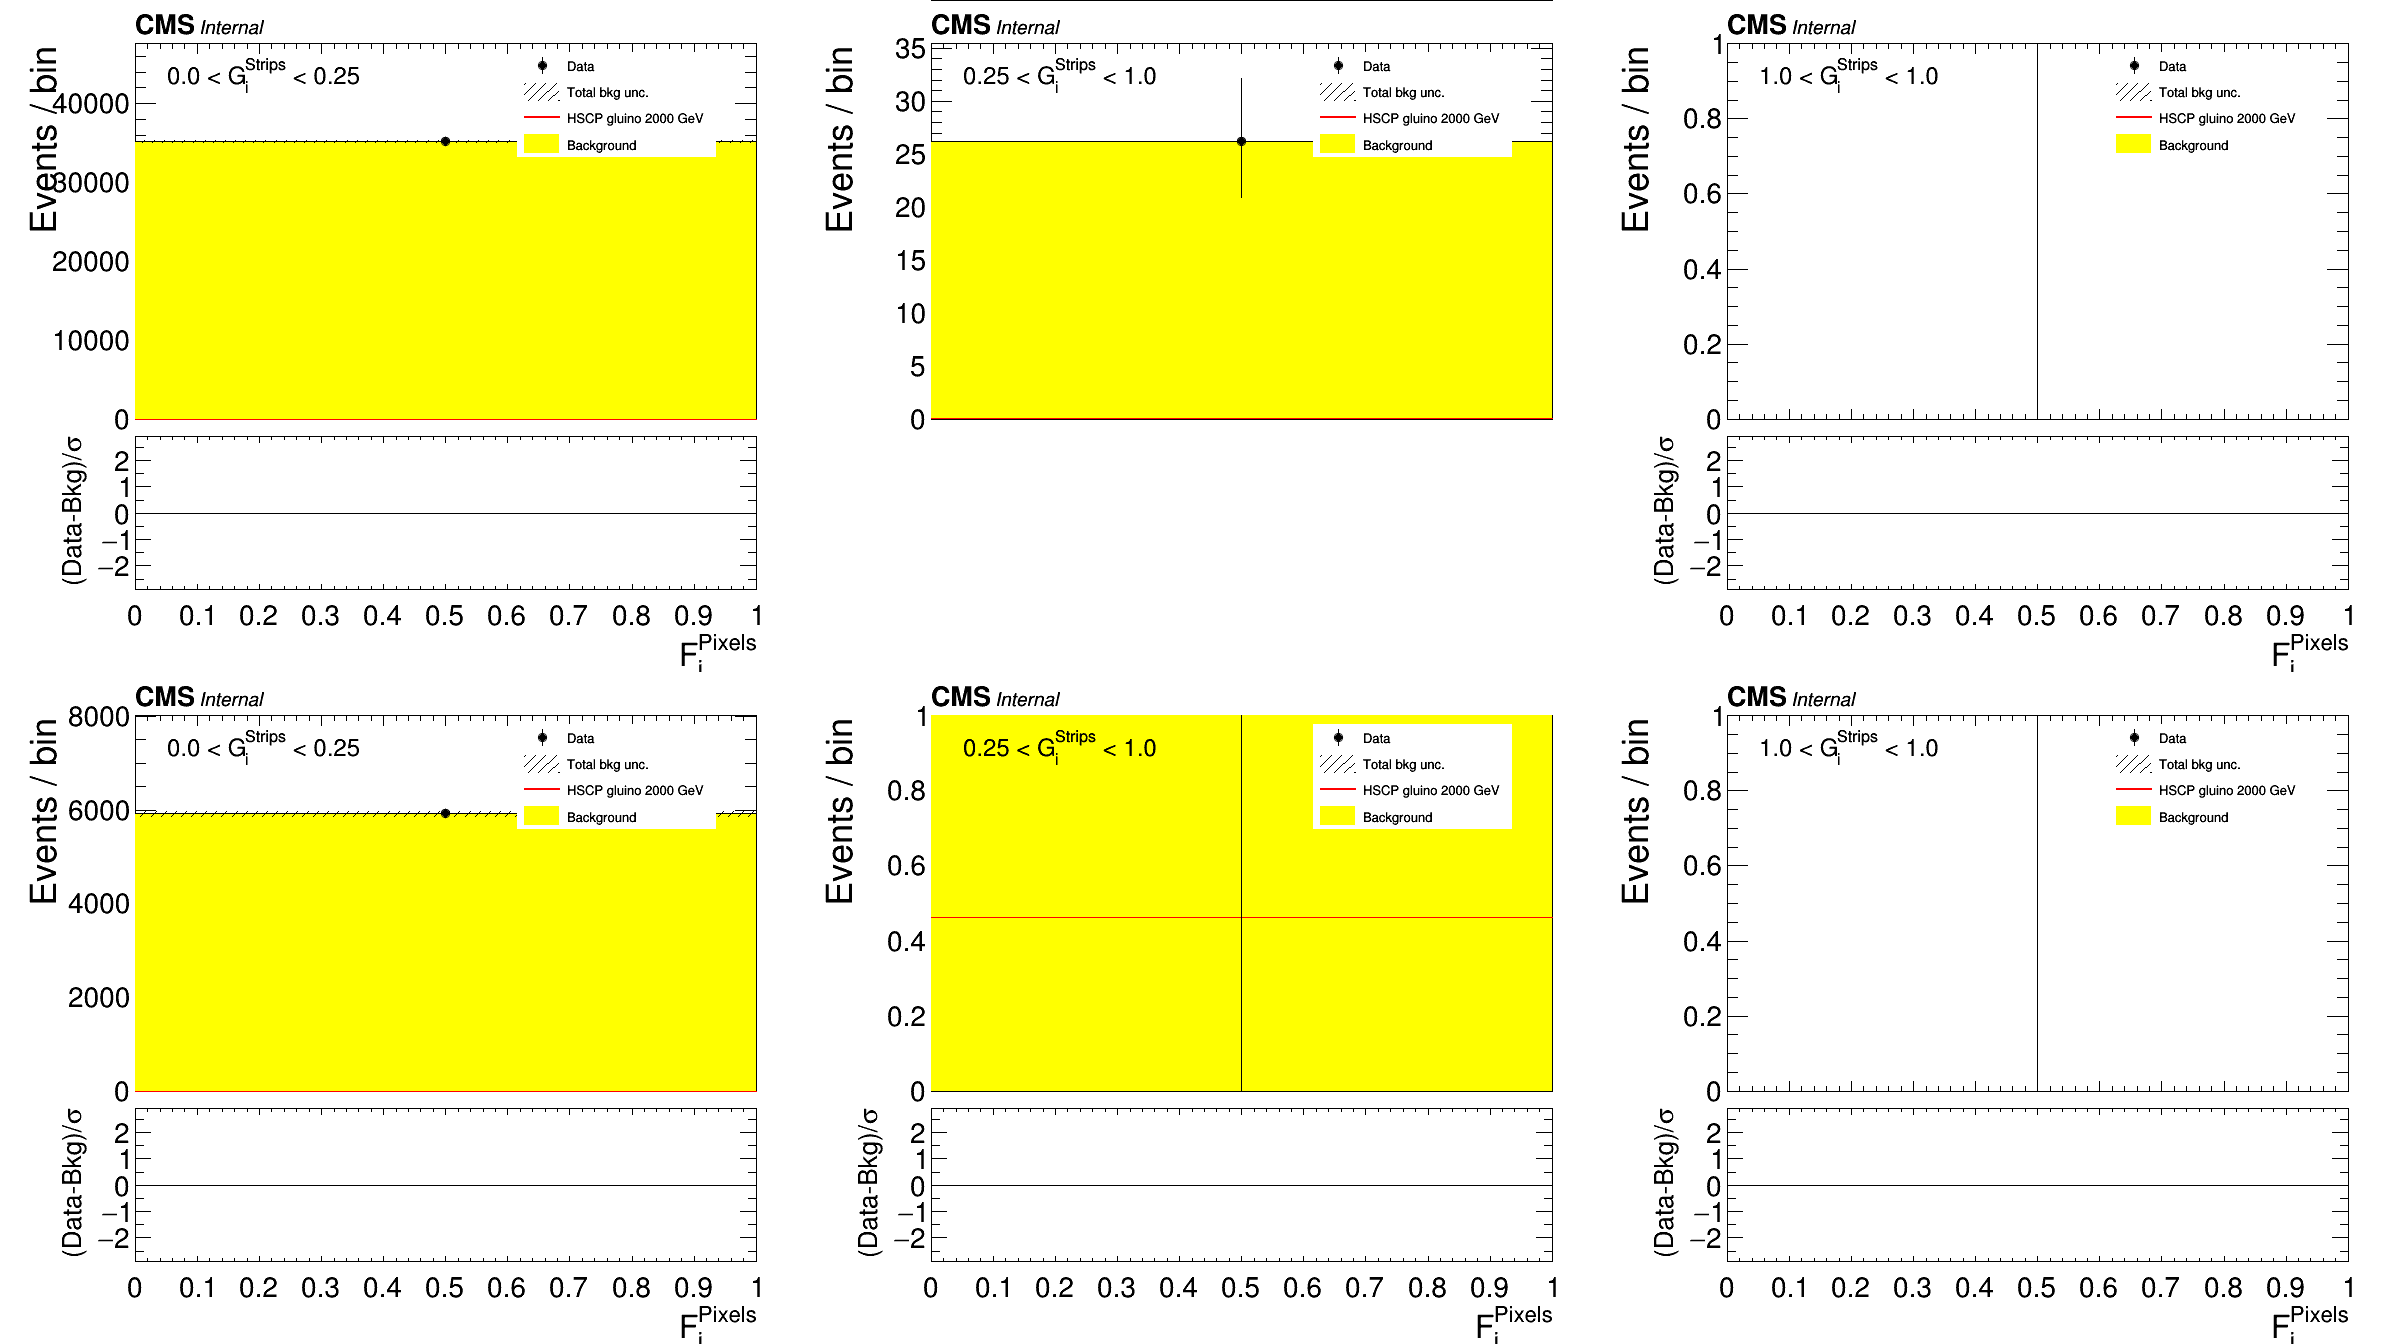 CMS Internal
0.0 < G_i^Strips < 0.25
Data
Total bkg unc.
HSCP gluino 2000 GeV
Background
Events / bin
40000
30000
20000
10000
0
(Data-Bkg)/σ
2
1
0
−1
−2
0 0.1 0.2 0.3 0.4 0.5 0.6 0.7 0.8 0.9 1
F_i^Pixels
CMS Internal
0.25 < G_i^Strips < 1.0
Data
Total bkg unc.
HSCP gluino 2000 GeV
Background
Events / bin
35
30
25
20
15
10
5
0
CMS Internal
1.0 < G_i^Strips < 1.0
Data
Total bkg unc.
HSCP gluino 2000 GeV
Background
Events / bin
1
0.8
0.6
0.4
0.2
0
(Data-Bkg)/σ
2
1
0
−1
−2
0 0.1 0.2 0.3 0.4 0.5 0.6 0.7 0.8 0.9 1
F_i^Pixels
CMS Internal
0.0 < G_i^Strips < 0.25
Data
Total bkg unc.
HSCP gluino 2000 GeV
Background
Events / bin
8000
6000
4000
2000
0
(Data-Bkg)/σ
2
1
0
−1
−2
0 0.1 0.2 0.3 0.4 0.5 0.6 0.7 0.8 0.9 1
F_i^Pixels
CMS Internal
0.25 < G_i^Strips < 1.0
Data
Total bkg unc.
HSCP gluino 2000 GeV
Background
Events / bin
1
0.8
0.6
0.4
0.2
0
(Data-Bkg)/σ
2
1
0
−1
−2
0 0.1 0.2 0.3 0.4 0.5 0.6 0.7 0.8 0.9 1
F_i^Pixels
CMS Internal
1.0 < G_i^Strips < 1.0
Data
Total bkg unc.
HSCP gluino 2000 GeV
Background
Events / bin
1
0.8
0.6
0.4
0.2
0
(Data-Bkg)/σ
2
1
0
−1
−2
0 0.1 0.2 0.3 0.4 0.5 0.6 0.7 0.8 0.9 1
F_i^Pixels